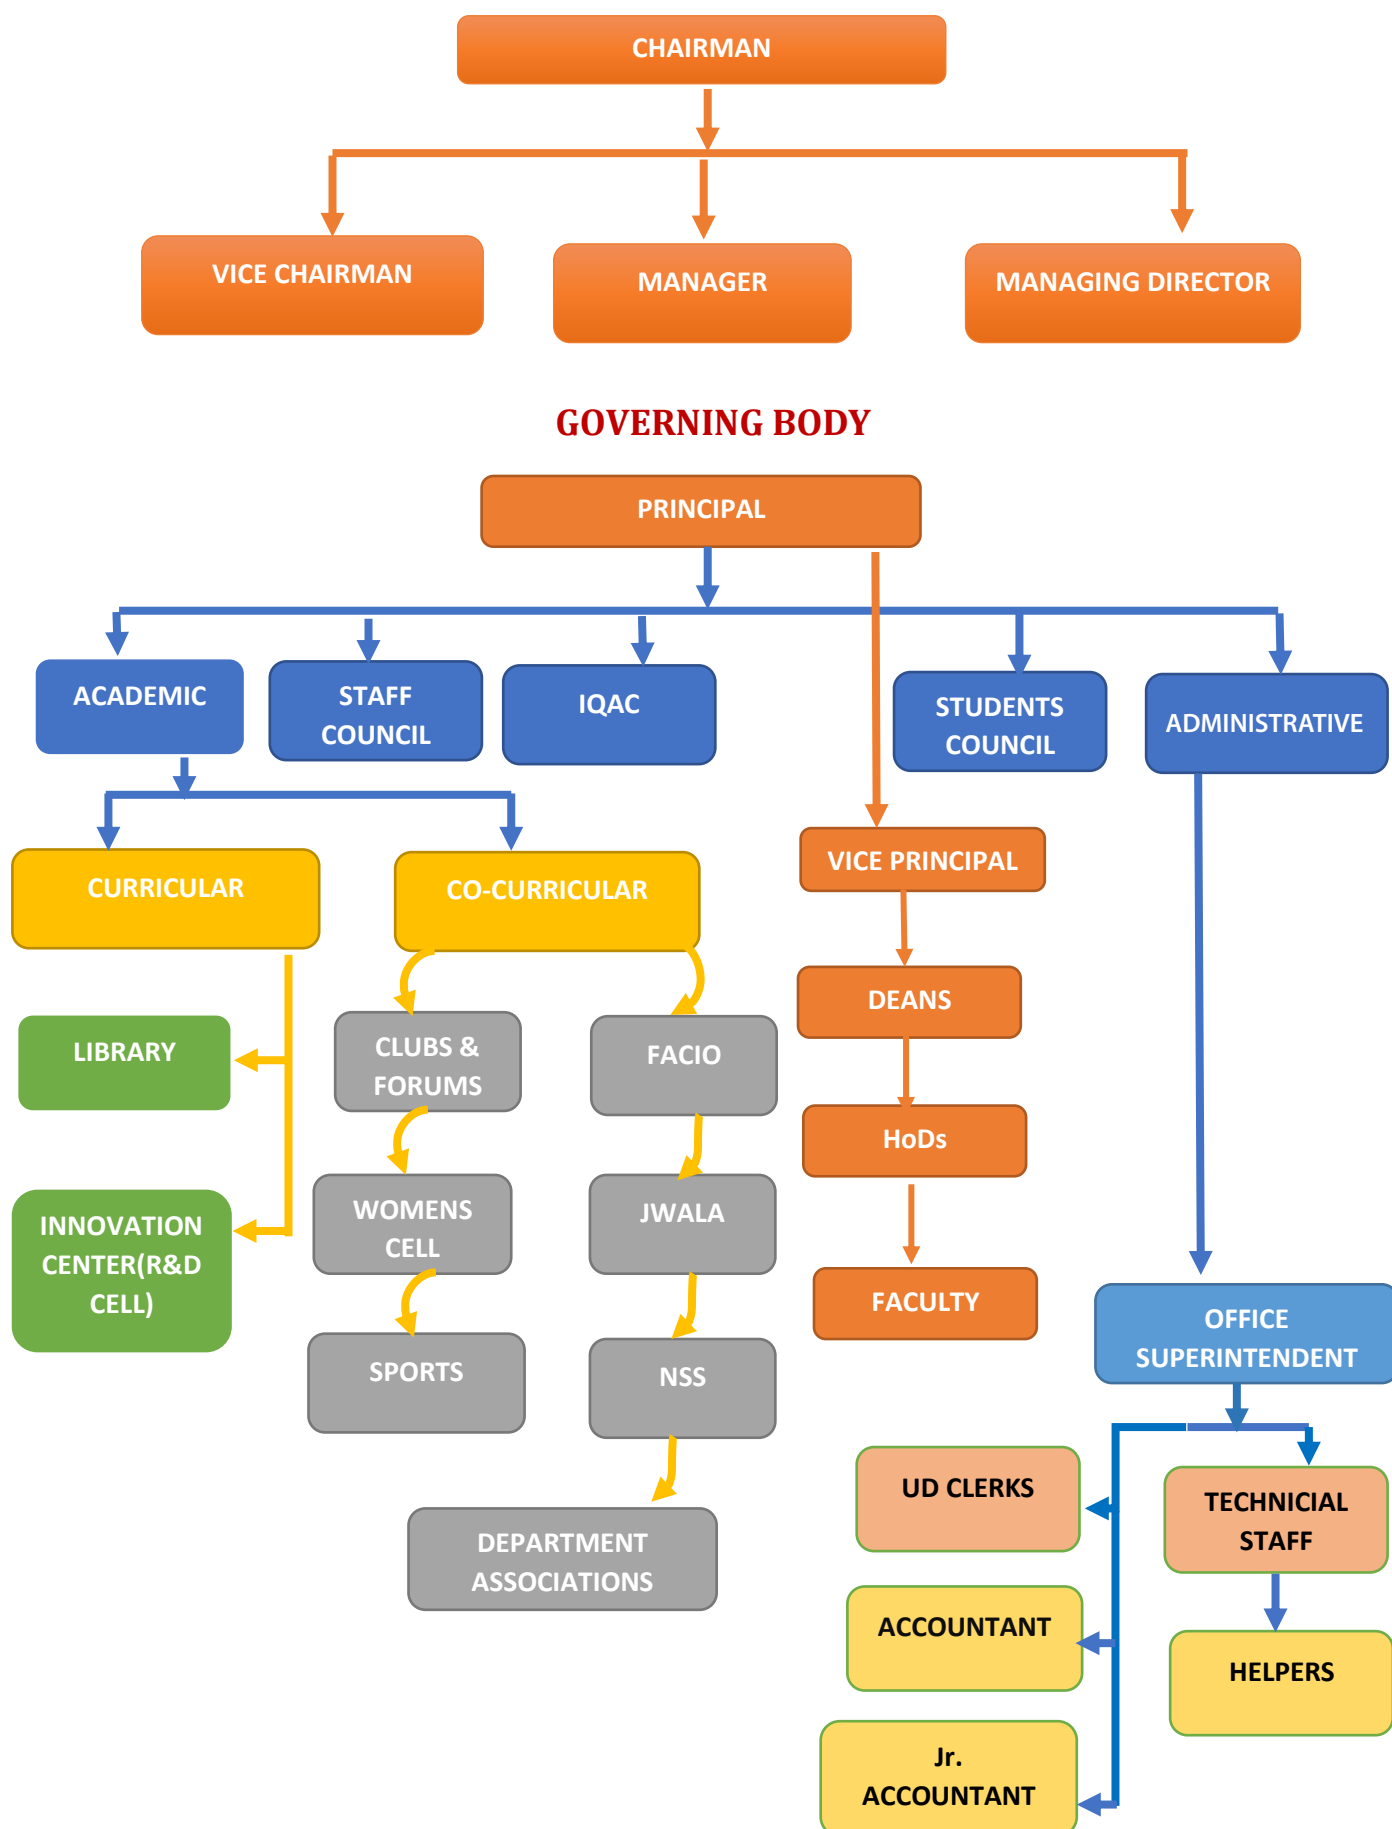 CHAIRMAN
VICE CHAIRMAN
MANAGER
MANAGING DIRECTOR
GOVERNING BODY
PRINCIPAL
ACADEMIC
STAFF
COUNCIL
IQAC
STUDENTS
COUNCIL
ADMINISTRATIVE
CURRICULAR
CO-CURRICULAR
VICE PRINCIPAL
DEANS
LIBRARY
CLUBS &
FORUMS
FACIO
HoDs
INNOVATION
CENTER(R&D
CELL)
WOMENS
CELL
JWALA
FACULTY
OFFICE
SUPERINTENDENT
SPORTS
NSS
UD CLERKS
TECHNICIAL
STAFF
DEPARTMENT
ASSOCIATIONS
ACCOUNTANT
HELPERS
Jr.
ACCOUNTANT